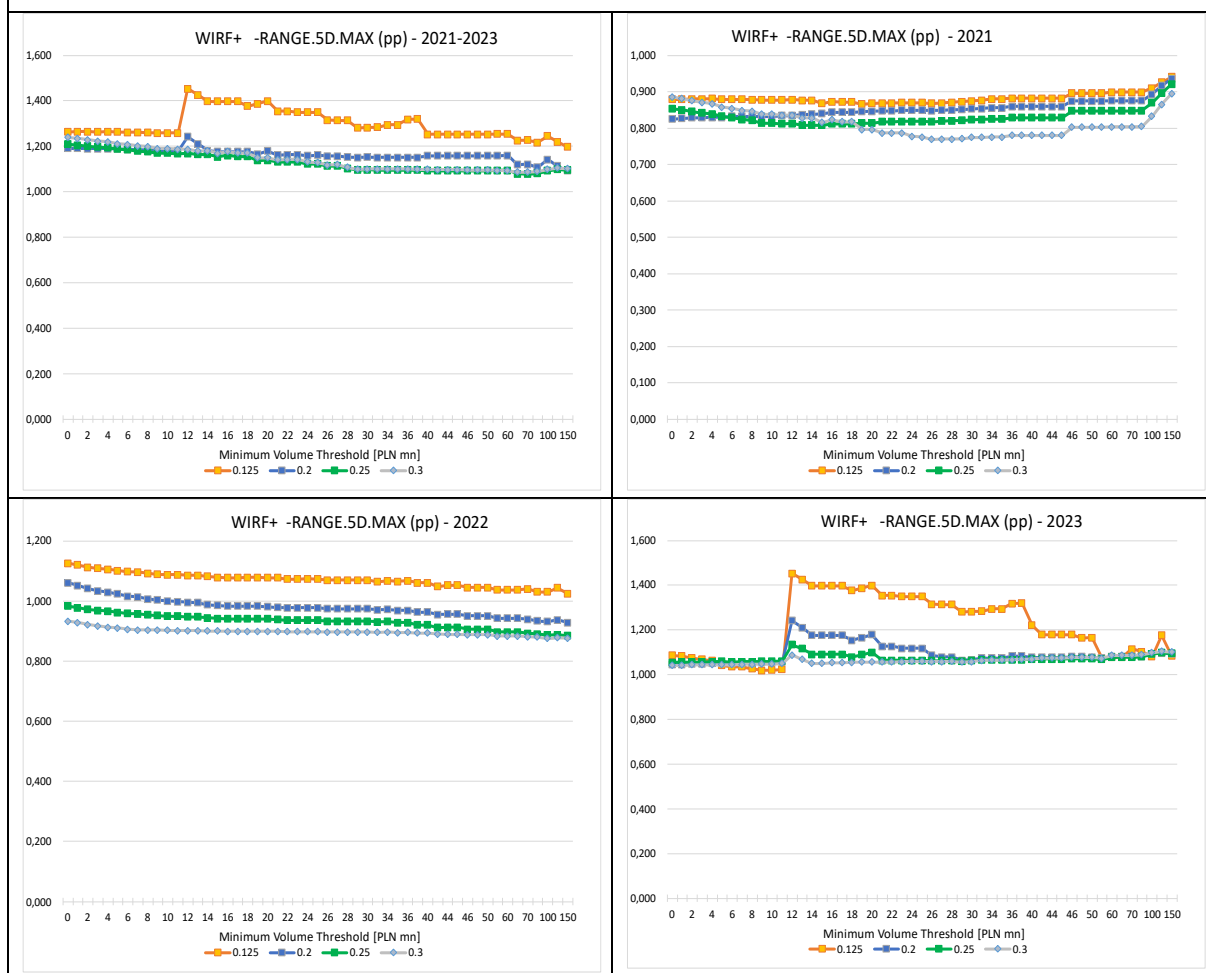 WIRF+ -RANGE.5D.MAX (pp) - 2021-2023
1,600
1,400
1,200
1,000
0,800
0,600
0,400
0,200
0,000
0 2 4 6 8 10 12 14 16 18 20 22 24 26 28 30 34 36 40 44 46 50 60 70 100 150
Minimum Volume Threshold [PLN mn]
0.125 0.2 0.25 0.3
WIRF+ -RANGE.5D.MAX (pp) - 2021
1,000
0,900
0,800
0,700
0,600
0,500
0,400
0,300
0,200
0,100
0,000
0 2 4 6 8 10 12 14 16 18 20 22 24 26 28 30 34 36 40 44 46 50 60 70 100 150
Minimum Volume Threshold [PLN mn]
0.125 0.2 0.25 0.3
WIRF+ -RANGE.5D.MAX (pp) - 2022
1,200
1,000
0,800
0,600
0,400
0,200
0,000
0 2 4 6 8 10 12 14 16 18 20 22 24 26 28 30 34 36 40 44 46 50 60 70 100 150
Minimum Volume Threshold [PLN mn]
0.125 0.2 0.25 0.3
WIRF+ -RANGE.5D.MAX (pp) - 2023
1,600
1,400
1,200
1,000
0,800
0,600
0,400
0,200
0,000
0 2 4 6 8 10 12 14 16 18 20 22 24 26 28 30 34 36 40 44 46 50 60 70 100 150
Minimum Volume Threshold [PLN mn]
0.125 0.2 0.25 0.3